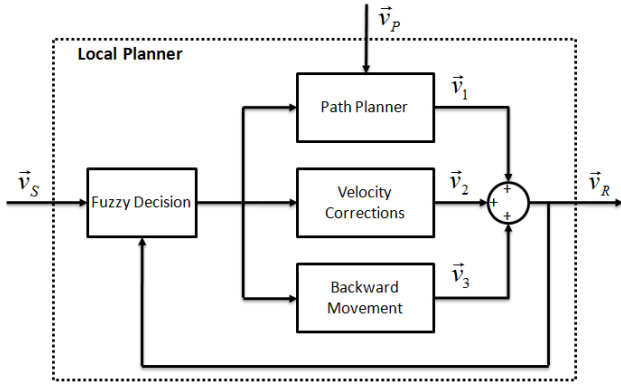 v⃗_P
Local Planner
Path Planner
v⃗_1
v⃗_S
Fuzzy Decision
Velocity
Corrections
v⃗_2
+
+
+
v⃗_R
Backward
Movement
v⃗_3